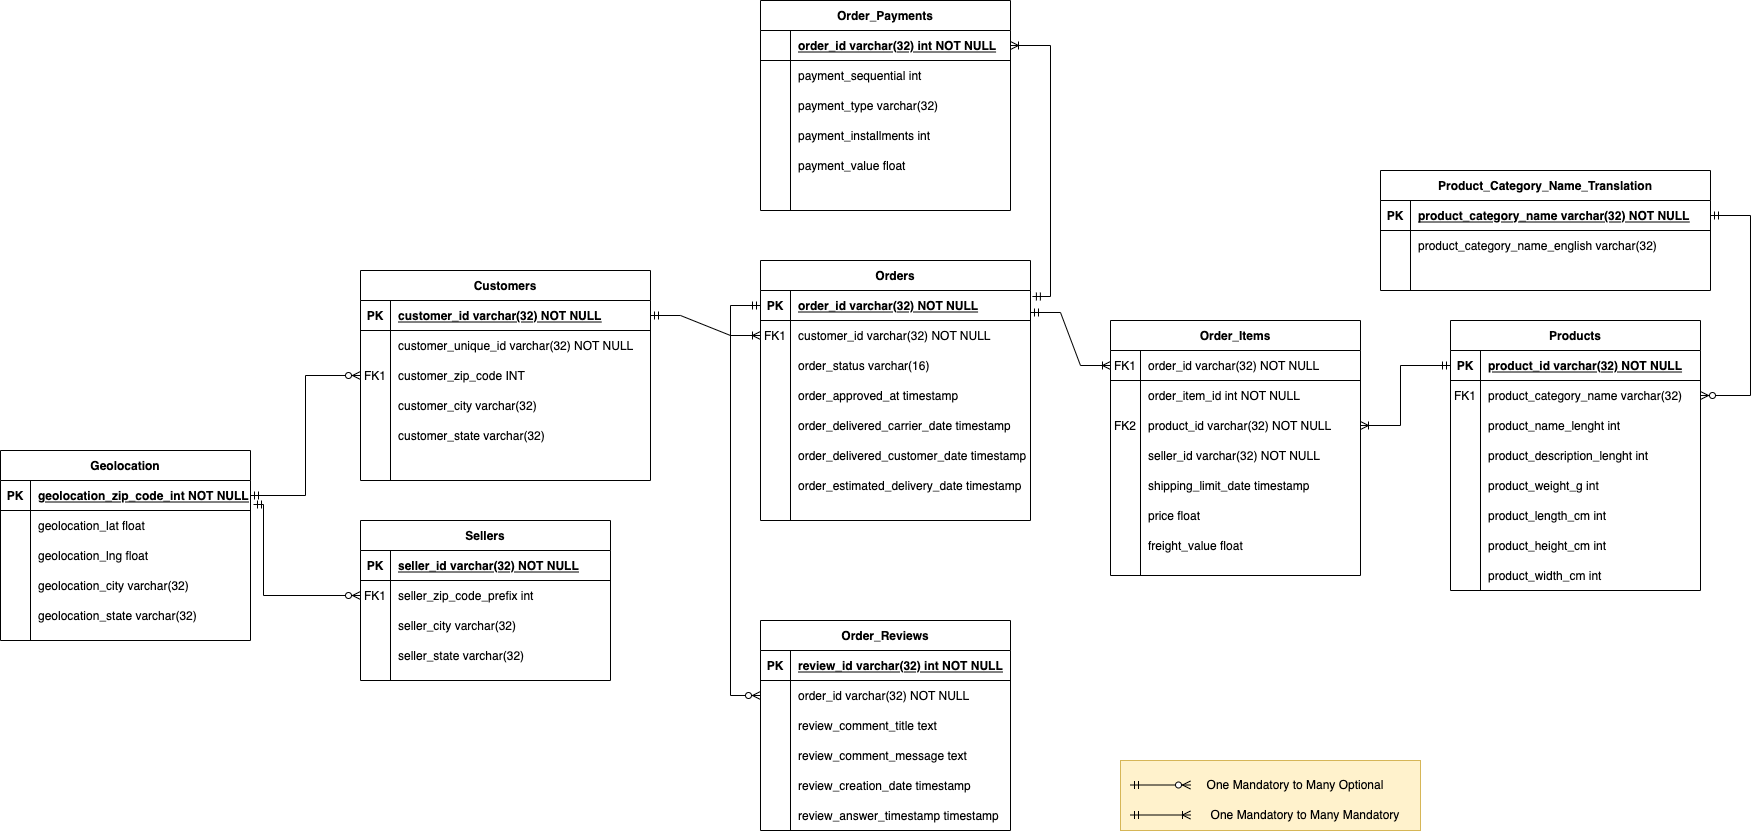 Order_Payments
order_id varchar(32) int NOT NULL
payment_sequential int
payment_type varchar(32)
payment_installments int
payment_value float
Product_Category_Name_Translation
PK product_category_name varchar(32) NOT NULL
product_category_name_english varchar(32)
Customers
PK customer_id varchar(32) NOT NULL
customer_unique_id varchar(32) NOT NULL
FK1 customer_zip_code INT
customer_city varchar(32)
customer_state varchar(32)
Orders
PK order_id varchar(32) NOT NULL
FK1 customer_id varchar(32) NOT NULL
order_status varchar(16)
order_approved_at timestamp
order_delivered_carrier_date timestamp
order_delivered_customer_date timestamp
order_estimated_delivery_date timestamp
Order_Items
FK1 order_id varchar(32) NOT NULL
order_item_id int NOT NULL
FK2 product_id varchar(32) NOT NULL
seller_id varchar(32) NOT NULL
shipping_limit_date timestamp
price float
freight_value float
Products
PK product_id varchar(32) NOT NULL
FK1 product_category_name varchar(32)
product_name_lenght int
product_description_lenght int
product_weight_g int
product_length_cm int
product_height_cm int
product_width_cm int
Geolocation
PK geolocation_zip_code_int NOT NULL
geolocation_lat float
geolocation_lng float
geolocation_city varchar(32)
geolocation_state varchar(32)
Sellers
PK seller_id varchar(32) NOT NULL
FK1 seller_zip_code_prefix int
seller_city varchar(32)
seller_state varchar(32)
Order_Reviews
PK review_id varchar(32) int NOT NULL
order_id varchar(32) NOT NULL
review_comment_title text
review_comment_message text
review_creation_date timestamp
review_answer_timestamp timestamp
One Mandatory to Many Optional
One Mandatory to Many Mandatory